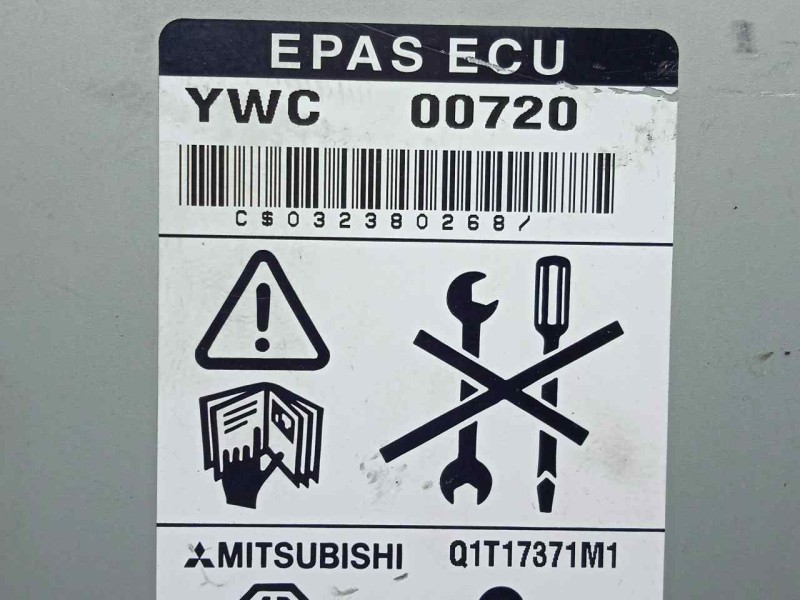 EPAS ECU
YWC 00720
C$032380268/
MITSUBISHI Q1T17371M1